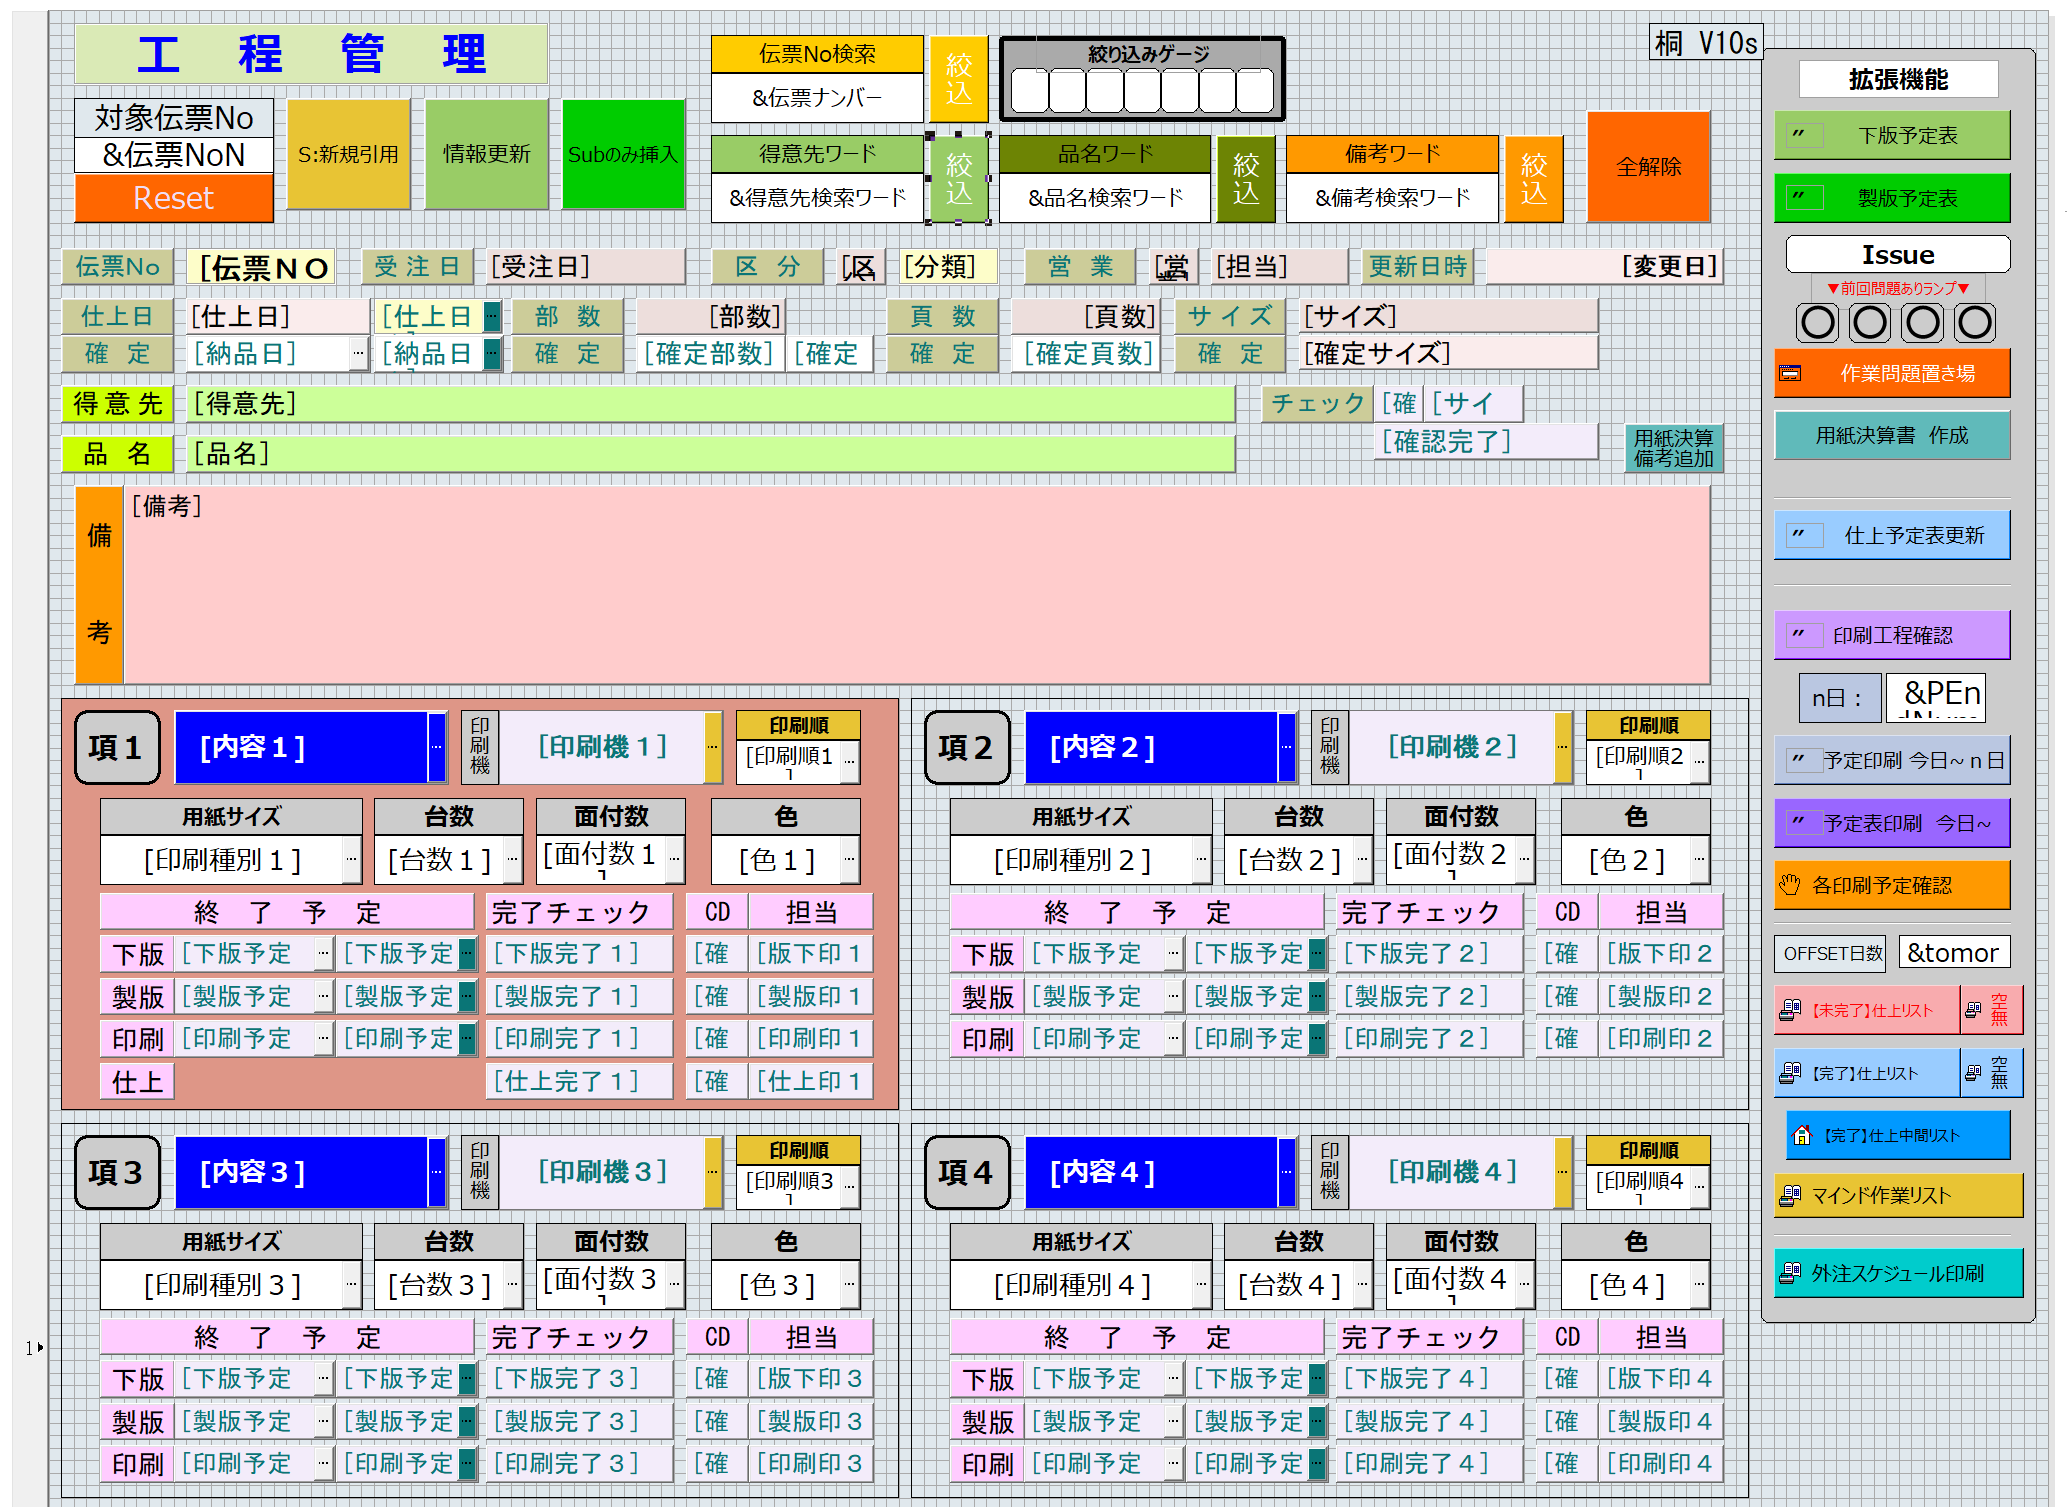 工 程 管 理
対象伝票No
&伝票NoN
Reset
S:新規引用
情報更新
Subのみ挿入
伝票No検索
&伝票ナンバー
絞込
絞り込みゲージ
得意先ワード
&得意先検索ワード
絞込
品名ワード
&品名検索ワード
絞込
備考ワード
&備考検索ワード
絞込
全解除
桐 V10s
伝票No [伝票NO 受注日 [受注日] 区 分 [区 [分類] 営 業 [営 [担当] 更新日時 [変更日]
仕上日 [仕上日] [仕上日 部 数 [部数] 頁 数 [頁数] サイズ [サイズ]
確 定 [納品日] [納品日 確 定 [確定部数] [確定 確 定 [確定頁数] 確 定 [確定サイズ]
得意先 [得意先] チェック [確 [サイ
[確認完了]
品 名 [品名]
用紙決算
備考追加
備考
[備考]
項1 [内容1] 印刷機 [印刷機1] 印刷順
[印刷順1
用紙サイズ 台数 面付数 色
[印刷種別1] [台数1] [面付数1 [色1]
終 了 予 定 完了チェック CD 担当
下版 [下版予定 [下版予定 [下版完了1] [確 [版下印1
製版 [製版予定 [製版予定 [製版完了1] [確 [製版印1
印刷 [印刷予定 [印刷予定 [印刷完了1] [確 [印刷印1
仕上 [仕上完了1] [確 [仕上印1
項2 [内容2] 印刷機 [印刷機2] 印刷順
[印刷順2
用紙サイズ 台数 面付数 色
[印刷種別2] [台数2] [面付数2 [色2]
終 了 予 定 完了チェック CD 担当
下版 [下版予定 [下版予定 [下版完了2] [確 [版下印2
製版 [製版予定 [製版予定 [製版完了2] [確 [製版印2
印刷 [印刷予定 [印刷予定 [印刷完了2] [確 [印刷印2
項3 [内容3] 印刷機 [印刷機3] 印刷順
[印刷順3
用紙サイズ 台数 面付数 色
[印刷種別3] [台数3] [面付数3 [色3]
終 了 予 定 完了チェック CD 担当
下版 [下版予定 [下版予定 [下版完了3] [確 [版下印3
製版 [製版予定 [製版予定 [製版完了3] [確 [製版印3
印刷 [印刷予定 [印刷予定 [印刷完了3] [確 [印刷印3
項4 [内容4] 印刷機 [印刷機4] 印刷順
[印刷順4
用紙サイズ 台数 面付数 色
[印刷種別4] [台数4] [面付数4 [色4]
終 了 予 定 完了チェック CD 担当
下版 [下版予定 [下版予定 [下版完了4] [確 [版下印4
製版 [製版予定 [製版予定 [製版完了4] [確 [製版印4
印刷 [印刷予定 [印刷予定 [印刷完了4] [確 [印刷印4
1
拡張機能
〃 下版予定表
〃 製版予定表
Issue
▼前回問題ありランプ▼
作業問題置き場
用紙決算書 作成
〃 仕上予定表更新
〃 印刷工程確認
n日: &PEn
〃 予定印刷 今日~n日
〃 予定表印刷 今日~
各印刷予定確認
OFFSET日数 &tomor
【未完了】仕上リスト 空無
【完了】仕上リスト 空無
【完了】仕上中間リスト
マインド作業リスト
外注スケジュール印刷